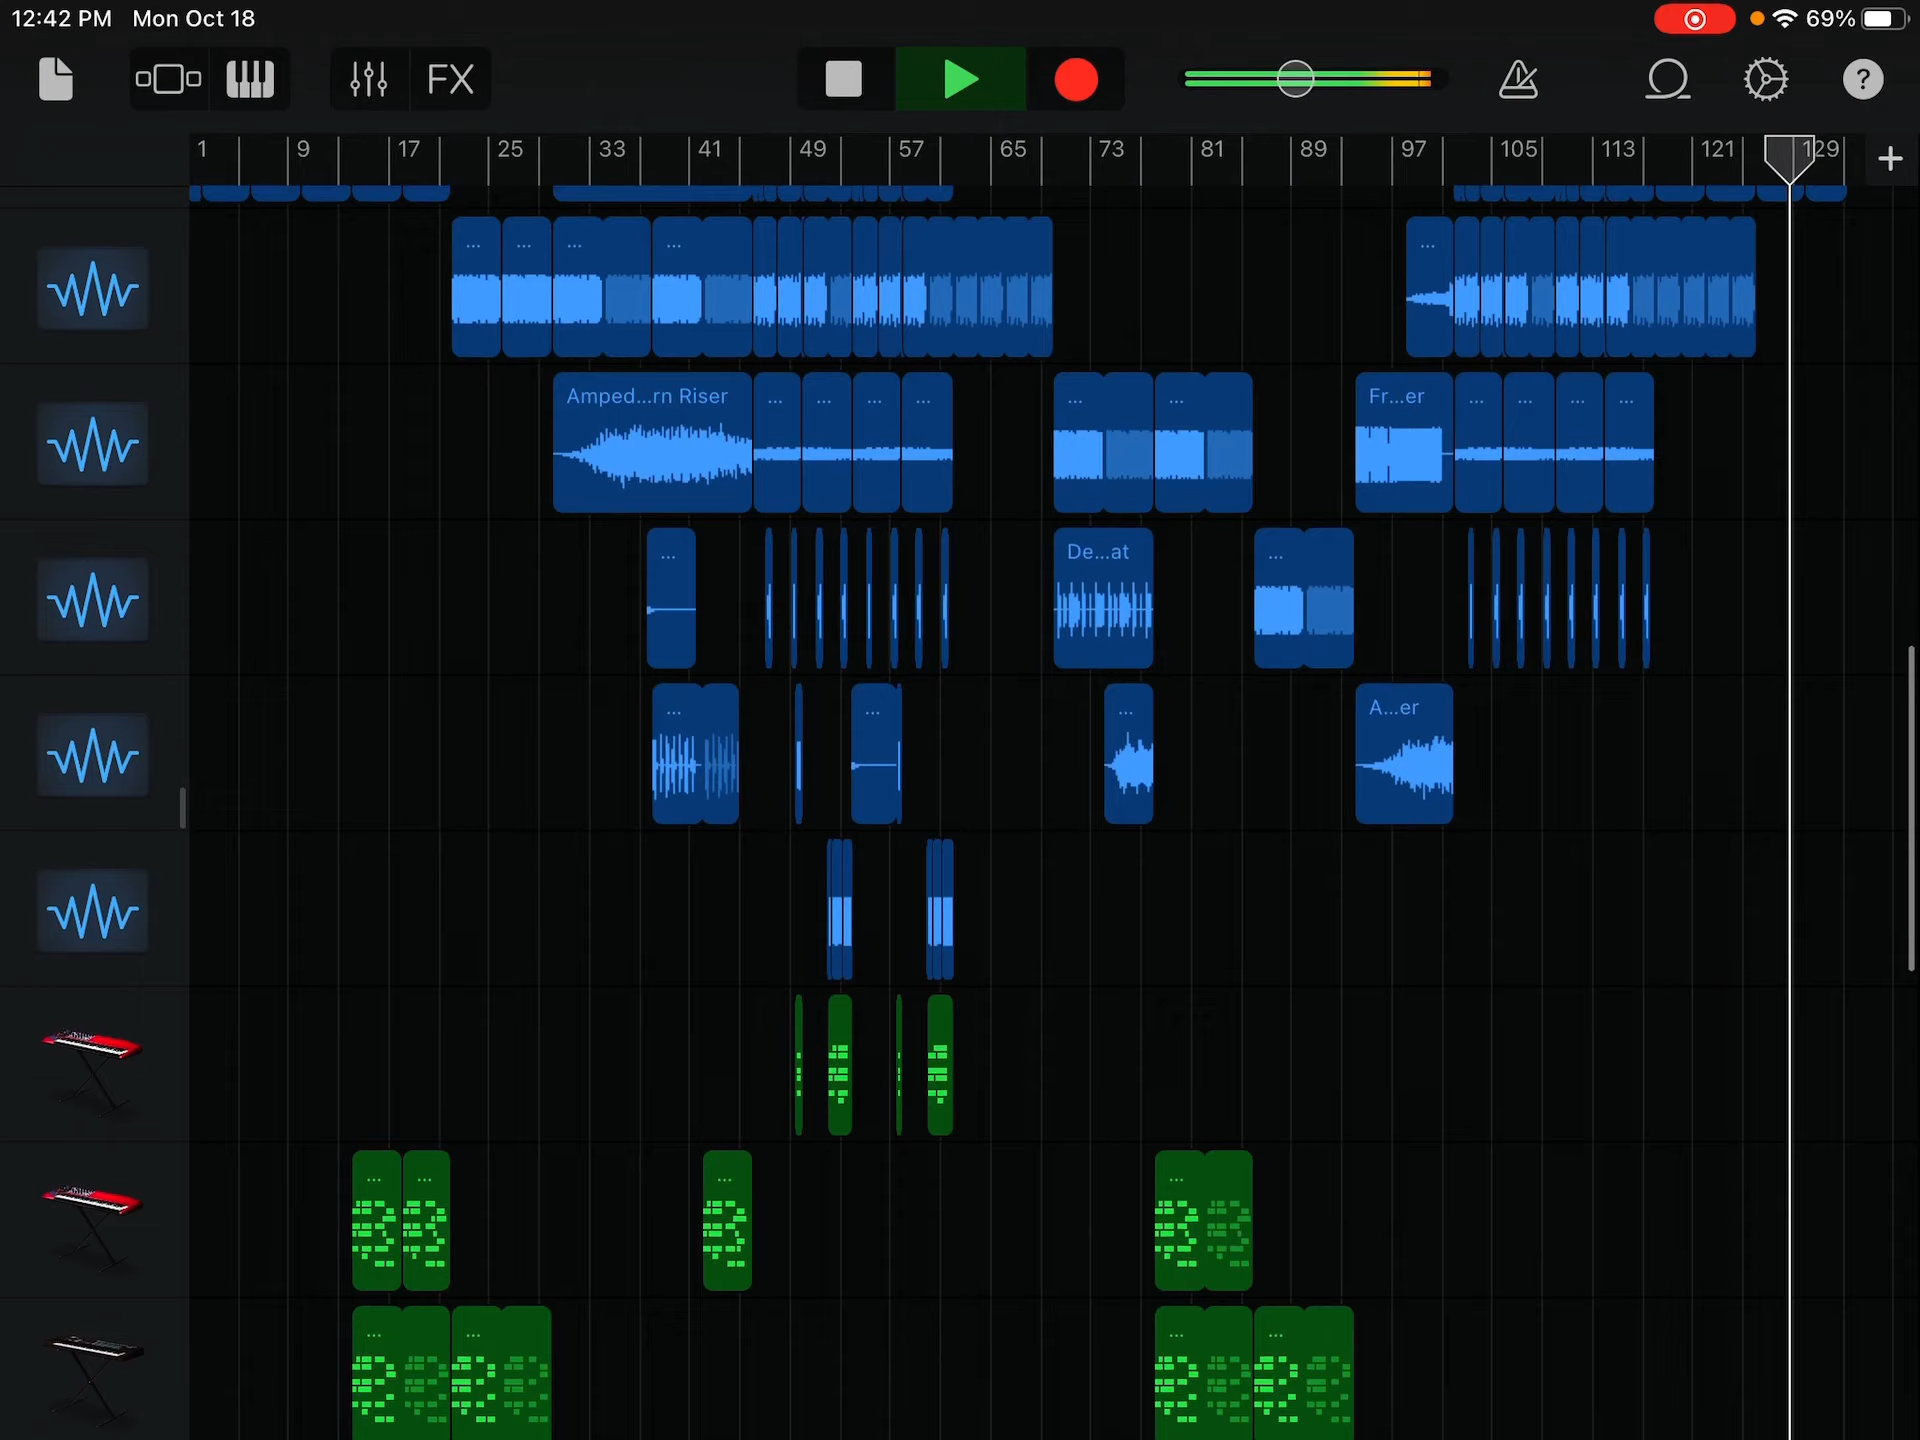 12:42 PM Mon Oct 18 69%
FX ?
1 9 17 25 33 41 49 57 65 73 81 89 97 105 113 121 129 +
... ... ... ... ...
Amped...rn Riser ... ... ... ... ... ... Fr...er ... ... ... ...
... De...at ...
... ... ... A...er
... ... ... ...
... ... ... ...